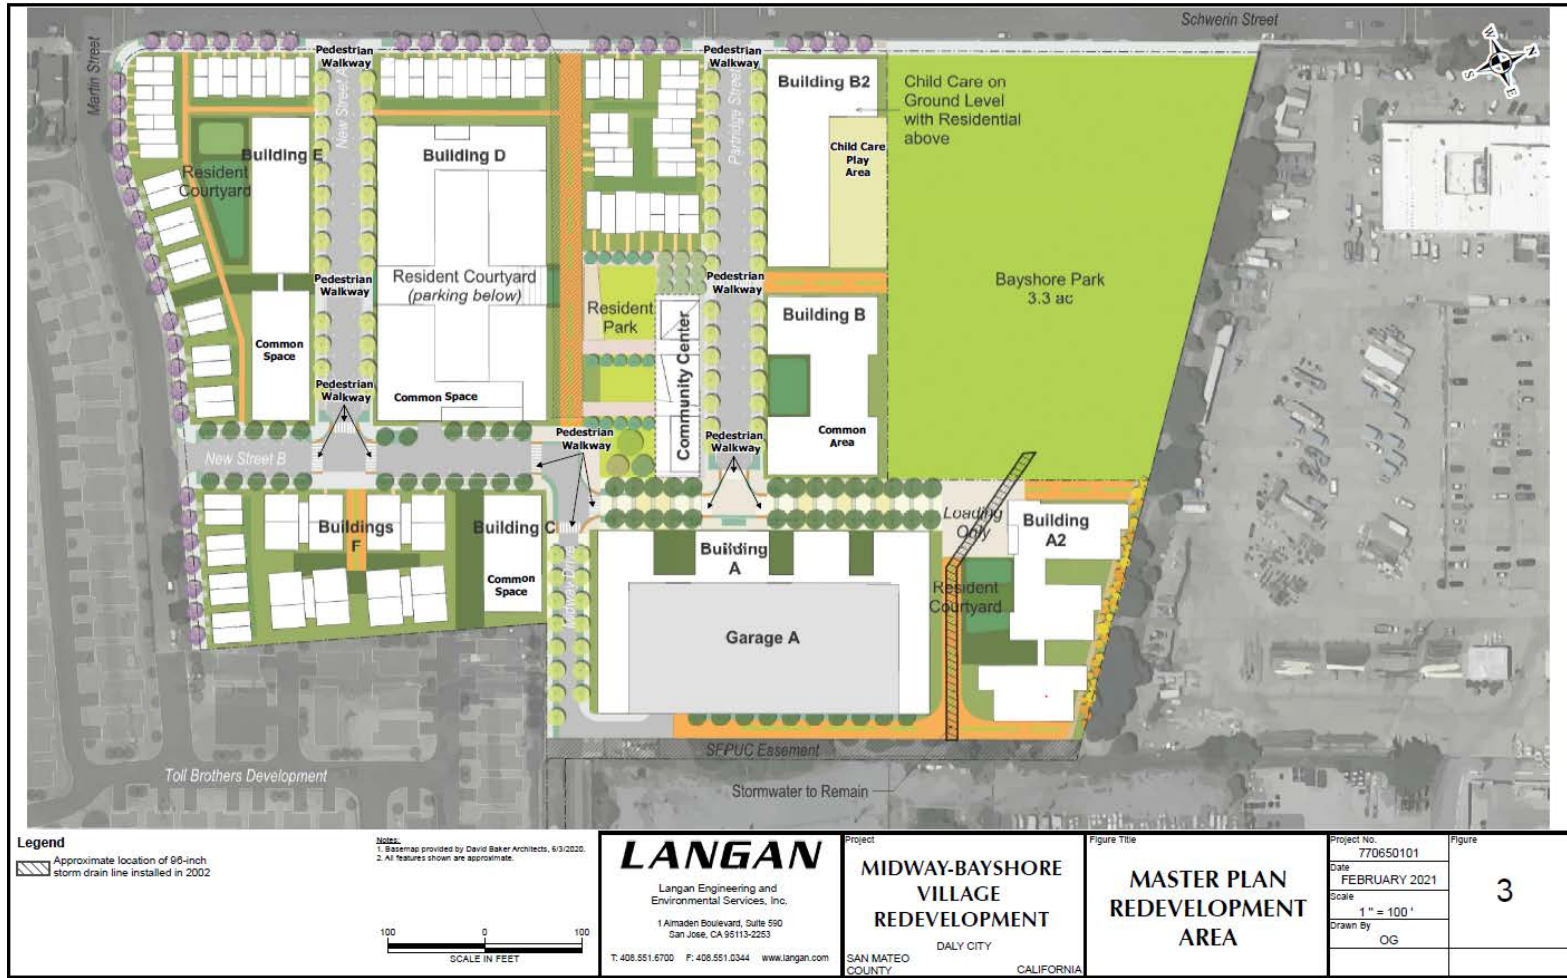 Schwerin Street
Martin Street
Pedestrian
Walkway
New Street A
Pedestrian
Walkway
Partridge Street
Building B2
Child Care on
Ground Level
with Residential
above
Child Care
Play
Area
W
N
S
E
Building E
Resident
Courtyard
Building D
Resident Courtyard
(parking below)
Pedestrian
Walkway
Pedestrian
Walkway
Bayshore Park
3.3 ac
Resident
Park
Community Center
Building B
Common
Space
Pedestrian
Walkway
Common Space
Pedestrian
Walkway
Pedestrian
Walkway
Common
Area
New Street B
Buildings
F
Building C
Common
Space
Midway Drive
Building
A
Garage A
Loading
Only
Building
A2
Resident
Courtyard
SFPUC Easement
Toll Brothers Development
Stormwater to Remain
Legend
Approximate location of 96-inch
storm drain line installed in 2002
Notes:
1. Basemap provided by David Baker Architects, 6/3/2020.
2. All features shown are approximate.
100 0 100
SCALE IN FEET
LANGAN
Langan Engineering and
Environmental Services, Inc.
1 Almaden Boulevard, Suite 590
San Jose, CA 95113-2253
T: 408.551.6700 F: 408.551.0344 www.langan.com
Project
MIDWAY-BAYSHORE
VILLAGE
REDEVELOPMENT
DALY CITY
SAN MATEO
COUNTY CALIFORNIA
Figure Title
MASTER PLAN
REDEVELOPMENT
AREA
Project No.
770650101
Date
FEBRUARY 2021
Scale
1 " = 100 '
Drawn By
OG
Figure
3